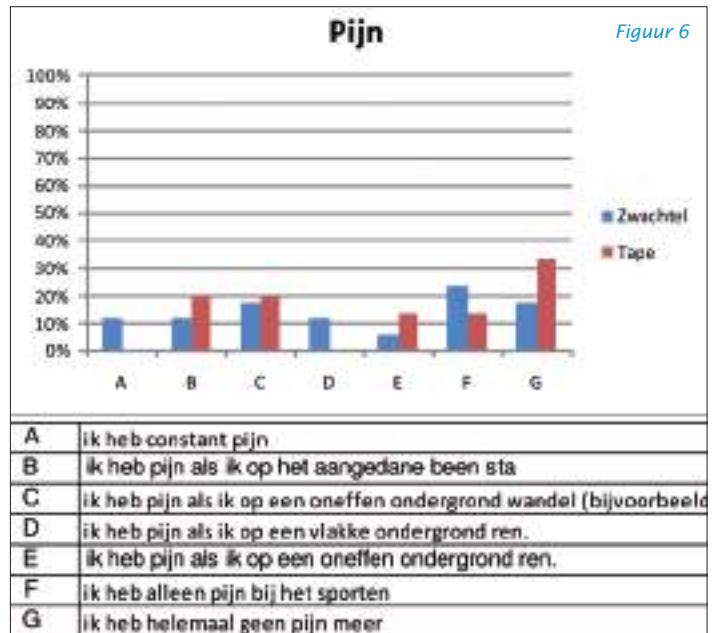 Pijn
Figuur 6
100%
90%
80%
70%
60%
50%
40%
30%
20%
10%
0%
Zwachtel
Tape
A B C D E F G
A ik heb constant pijn
B ik heb pijn als ik op het aangedane been sta
C ik heb pijn als ik op een oneffen ondergrond wandel (bijvoorbeeld
D ik heb pijn als ik op een vlakke ondergrond ren.
E ik heb pijn als ik op een oneffen ondergrond ren.
F ik heb alleen pijn bij het sporten
G ik heb helemaal geen pijn meer